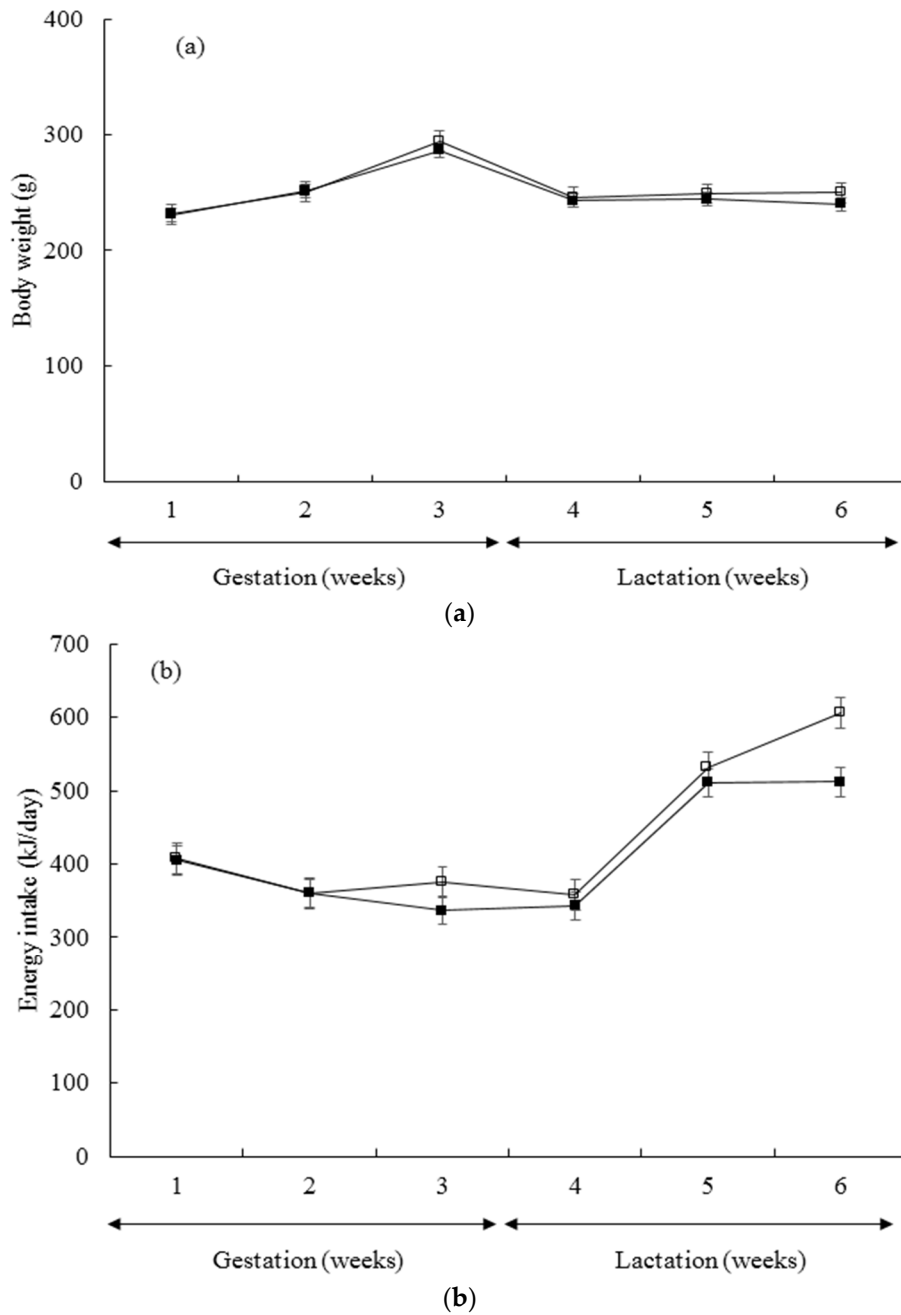 400
(a)
300
200
100
0
Body weight (g)
1 2 3 4 5 6
Gestation (weeks) Lactation (weeks)
(a)
700
(b)
600
500
400
300
200
100
0
Energy intake (kJ/day)
1 2 3 4 5 6
Gestation (weeks) Lactation (weeks)
(b)